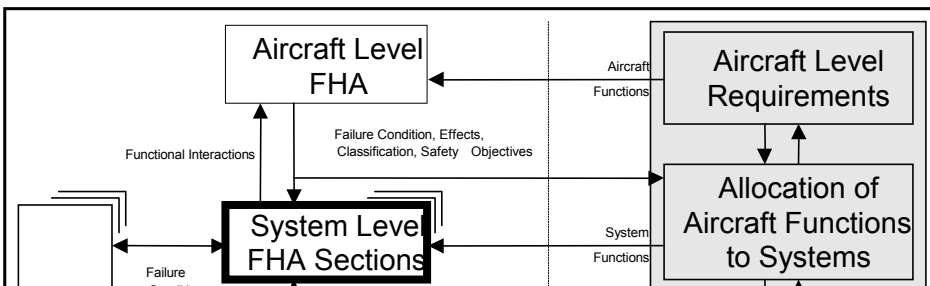 Aircraft Level
FHA
Aircraft
Functions
Aircraft Level
Requirements
Functional Interactions
Failure Condition, Effects,
Classification, Safety Objectives
System Level
FHA Sections
System
Functions
Allocation of
Aircraft Functions
to Systems
Failure